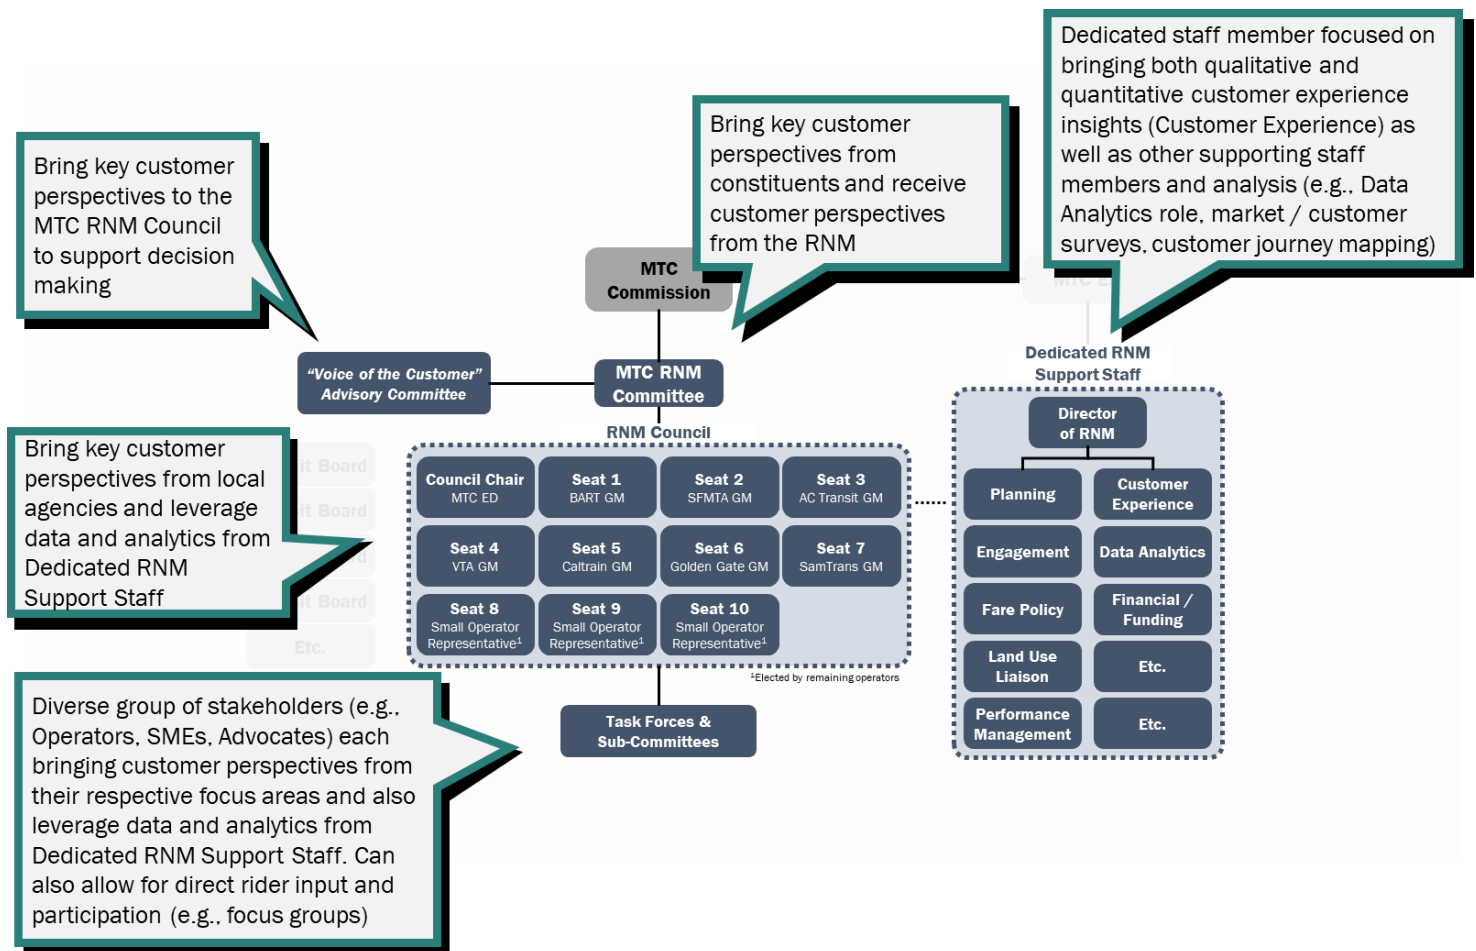 Dedicated staff member focused on
bringing both qualitative and
quantitative customer experience
insights (Customer Experience) as
well as other supporting staff
members and analysis (e.g., Data
Analytics role, market / customer
surveys, customer journey mapping)
Bring key customer
perspectives from
constituents and receive
customer perspectives
from the RNM
Bring key customer
perspectives to the
MTC RNM Council
to support decision
making
MTC
Commission
MTC
"Voice of the Customer"
Advisory Committee
MTC RNM
Committee
Dedicated RNM
Support Staff
Director
of RNM
Planning
Customer
Experience
Engagement
Data Analytics
Fare Policy
Financial /
Funding
Land Use
Liaison
Etc.
Performance
Management
Etc.
RNM Council
Council Chair
MTC ED
Seat 1
BART GM
Seat 2
SFMTA GM
Seat 3
AC Transit GM
Seat 4
VTA GM
Seat 5
Caltrain GM
Seat 6
Golden Gate GM
Seat 7
SamTrans GM
Seat 8
Small Operator
Representative¹
Seat 9
Small Operator
Representative¹
Seat 10
Small Operator
Representative¹
¹Elected by remaining operators
Bring key customer
perspectives from local
agencies and leverage
data and analytics from
Dedicated RNM
Support Staff
Board
Board
Board
Etc.
Task Forces &
Sub-Committees
Diverse group of stakeholders (e.g.,
Operators, SMEs, Advocates) each
bringing customer perspectives from
their respective focus areas and also
leverage data and analytics from
Dedicated RNM Support Staff. Can
also allow for direct rider input and
participation (e.g., focus groups)